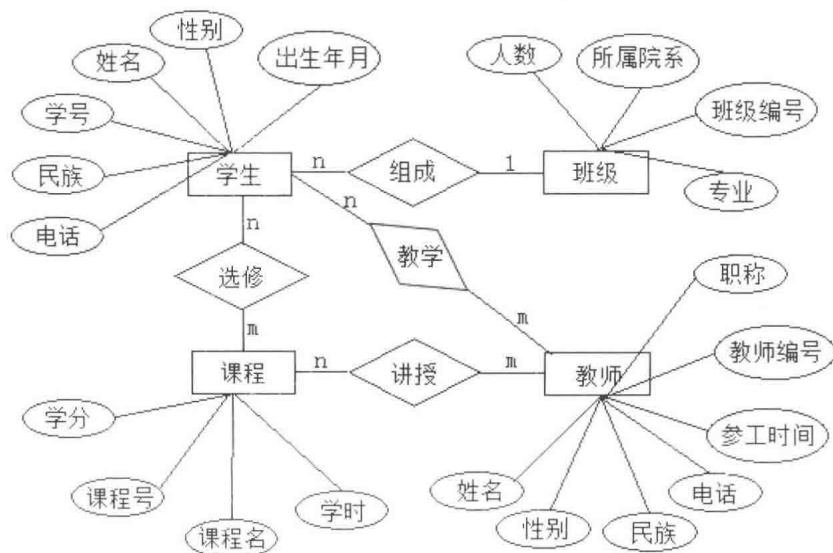 性别
人数
所属院系
姓名
出生年月
学号
班级编号
民族
学生
n
组成
1
班级
专业
电话
n
n
选修
教学
职称
m
m
课程
n
讲授
m
教师
教师编号
学分
参工时间
课程号
学时
姓名
电话
课程名
性别
民族